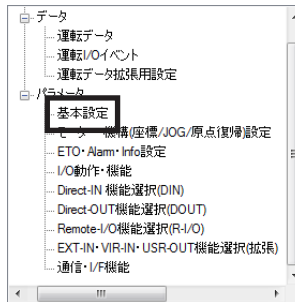 データ
運転データ
運転I/Oイベント
運転データ拡張用設定
パラメータ
基本設定
モーター・機構(座標/JOG/原点復帰)設定
ETO・Alarm・Info設定
I/O動作・機能
Direct-IN 機能選択(DIN)
Direct-OUT機能選択(DOUT)
Remote-I/O機能選択(R-I/O)
EXT-IN・VIR-IN・USR-OUT機能選択(拡張)
通信・I/F機能